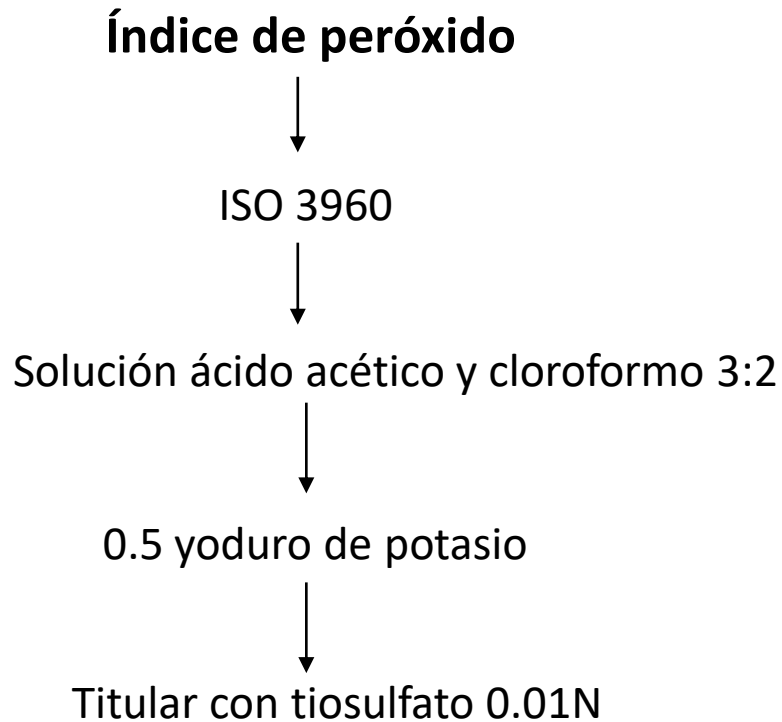 Índice de peróxido
ISO 3960
Solución ácido acético y cloroformo 3:2
0.5 yoduro de potasio
Titular con tiosulfato 0.01N